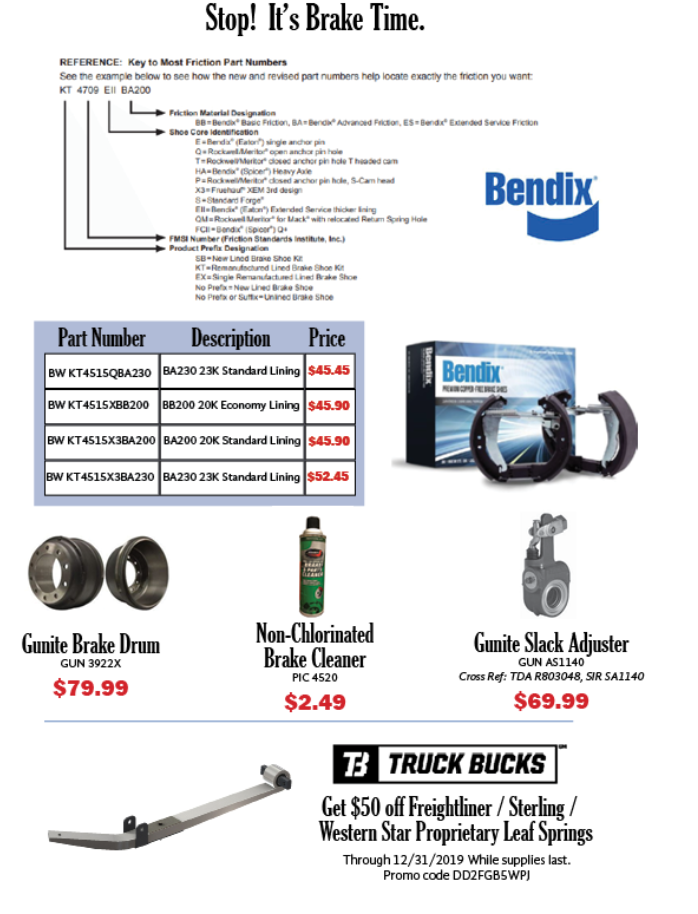 Stop! It's Brake Time.
REFERENCE: Key to Most Friction Part Numbers
See the example below to see how the new and revised part numbers help locate exactly the friction you want:
KT 4709 EII BA200
Friction Material Designation
BB=Bendix® Basic Friction, BA=Bendix® Advanced Friction, ES=Bendix® Extended Service Friction
Shoe Core Identification
E=Bendix® (Eaton®) single anchor pin
Q=Rockwell/Meritor® open anchor pin hole
T=Rockwell/Meritor® closed anchor pin hole T headed cam
HA=Bendix® (Spicer®) Heavy Axle
P=Rockwell/Meritor® closed anchor pin hole, S-Cam head
X3=Fruehauf® XEM 3rd design
S=Standard Forge®
EII=Bendix® (Eaton®) Extended Service thicker lining
QM=Rockwell Meritor® for Mack® with relocated Return Spring Hole
FCII=Bendix® (Spicer®) Q+
FMSI Number (Friction Standards Institute, Inc.)
Product Prefix Designation
SB=New Lined Brake Shoe Kit
KT=Remanufactured Lined Brake Shoe Kit
EX=Single Remanufactured Lined Brake Shoe
No Prefix=New Lined Brake Shoe
No Prefix or Suffix=Unlined Brake Shoe
Bendix
Part Number Description Price
BW KT4515QBA230 BA230 23K Standard Lining $45.45
BW KT4515XBB200 BB200 20K Economy Lining $45.90
BW KT4515X3BA200 BA200 20K Standard Lining $45.90
BW KT4515X3BA230 BA230 23K Standard Lining $52.45
Bendix
Bendix
PREMIUM COPPER-FREE BRAKE SHOES
Gunite Brake Drum
GUN 3922X
$79.99
BRAKE
& PARTS
CLEANER
Non-Chlorinated
Brake Cleaner
PIC 4520
$2.49
Gunite Slack Adjuster
GUN AS1140
Cross Ref: TDA R803048, SIR SA1140
$69.99
TB TRUCK BUCKS SM
Get $50 off Freightliner / Sterling /
Western Star Proprietary Leaf Springs
Through 12/31/2019 While supplies last.
Promo code DD2FGB5WPJ